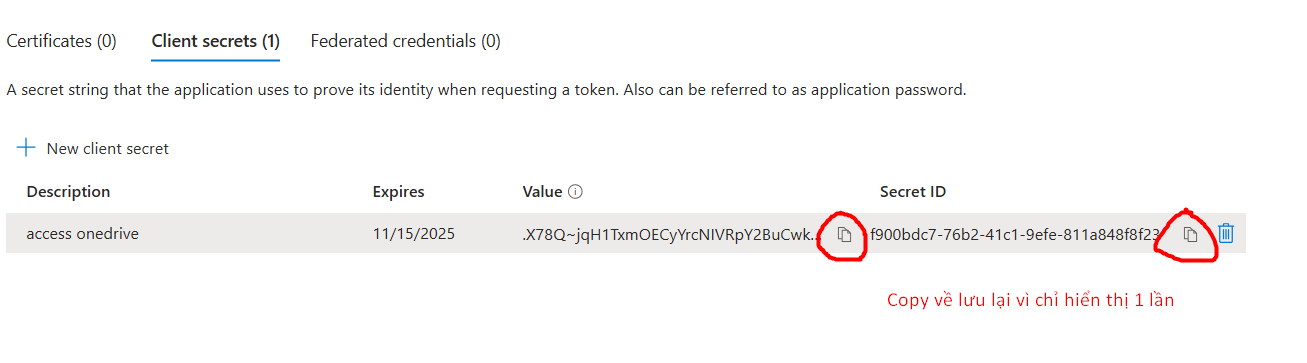 Certificates (0) Client secrets (1) Federated credentials (0)
A secret string that the application uses to prove its identity when requesting a token. Also can be referred to as application password.
New client secret
Description Expires Value Secret ID
access onedrive 11/15/2025 .X78Q~jqH1TxmOECyYrcNIVRpY2BuCwk... f900bdc7-76b2-41c1-9efe-811a848f8f23
Copy về lưu lại vì chỉ hiển thị 1 lần